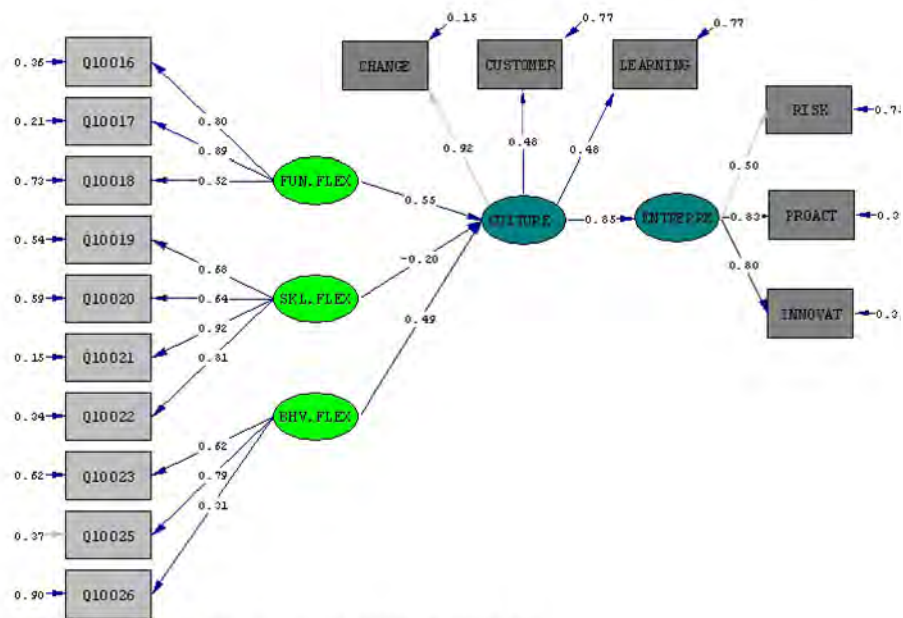 0.15
0.77
0.77
0.36
Q10016
CHANGE
CUSTOMER
LEARNING
0.21
Q10017
0.80
0.92
0.48
0.48
RISK
0.89
0.50
0.73
Q10018
0.52
FUN.FLEX
0.55
CULTURE
0.85
0.83
PROACT
0.54
Q10019
0.68
-0.20
0.80
0.59
Q10020
0.64
SKL.FLEX
INNOVAT
0.92
0.49
0.15
Q10021
0.81
0.34
Q10022
BHV.FLEX
0.62
0.62
Q10023
0.79
0.31
0.37
Q10025
0.90
Q10026